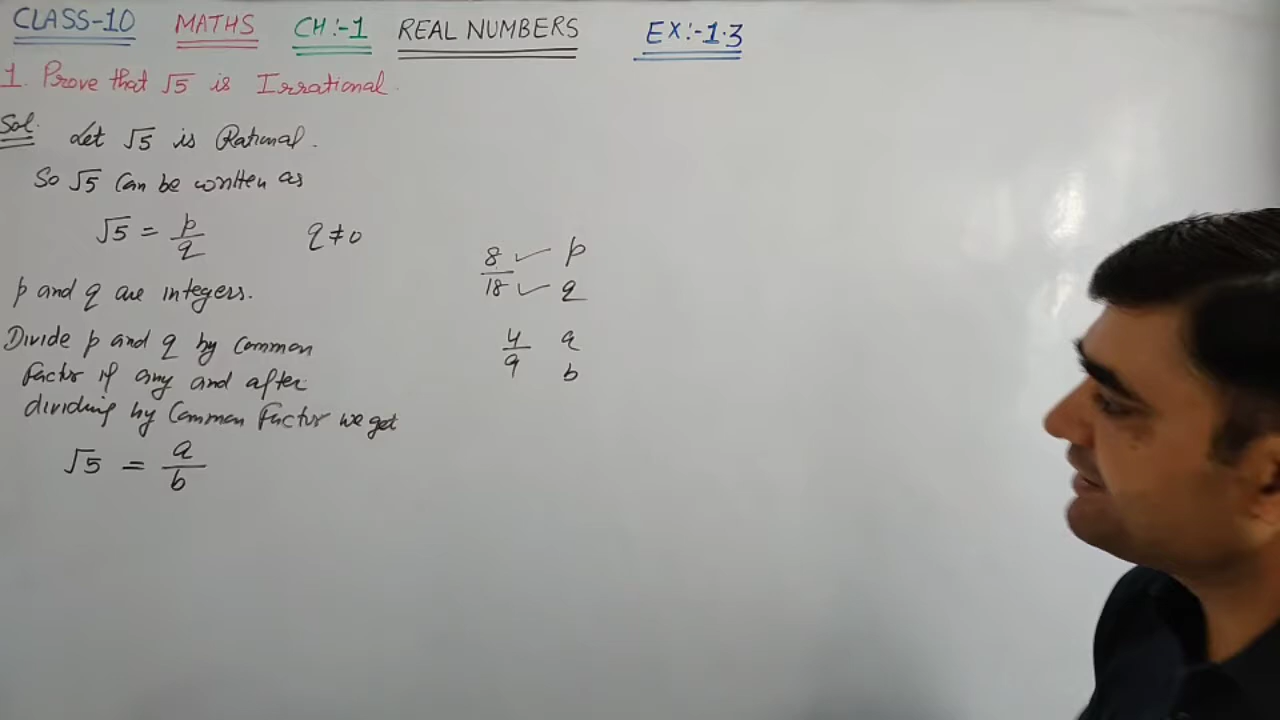 CLASS-10 MATHS CH:-1 REAL NUMBERS EX:-1.3
1. Prove that √5 is Irrational.
Sol. Let √5 is Rational.
So √5 can be written as
√5 = p/q q≠0
p and q are integers.
Divide p and q by common
factor if any and after
dividing by Common factor we get
√5 = a/b
8/18 p/q
4/9 a/b